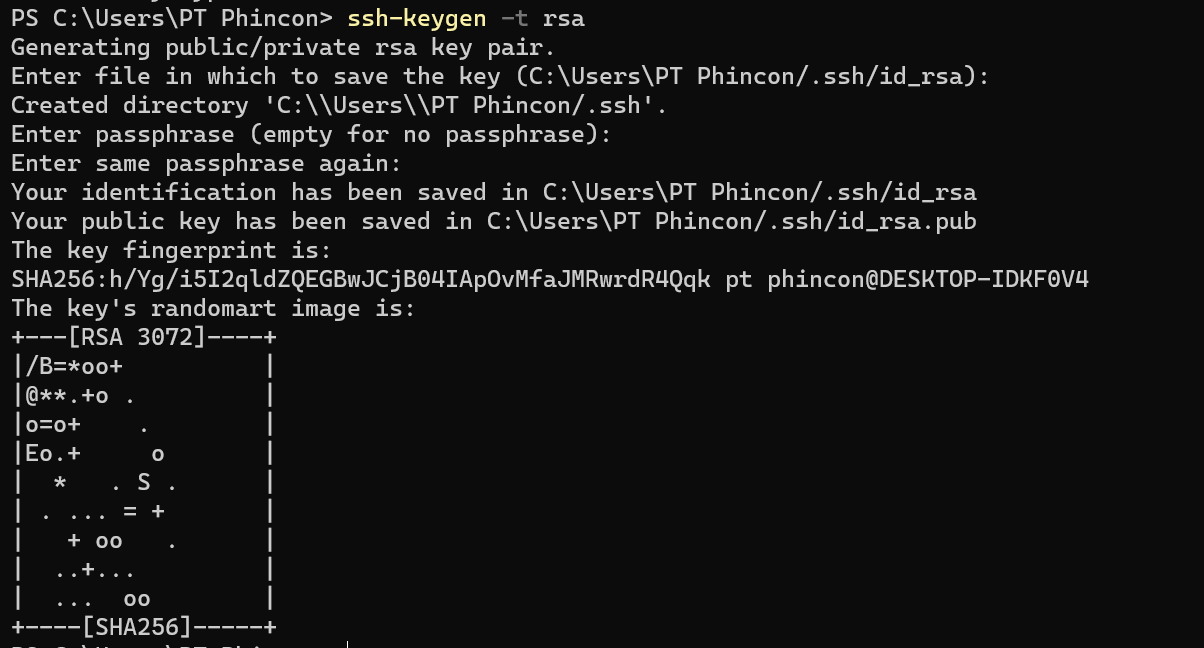 PS C:\Users\PT Phincon> ssh-keygen -t rsa
Generating public/private rsa key pair.
Enter file in which to save the key (C:\Users\PT Phincon/.ssh/id_rsa):
Created directory 'C:\\Users\\PT Phincon/.ssh'.
Enter passphrase (empty for no passphrase):
Enter same passphrase again:
Your identification has been saved in C:\Users\PT Phincon/.ssh/id_rsa
Your public key has been saved in C:\Users\PT Phincon/.ssh/id_rsa.pub
The key fingerprint is:
SHA256:h/Yg/i5I2qldZQEGBwJCjB04IApOvMfaJMRwrdR4Qqk pt phincon@DESKTOP-IDKF0V4
The key's randomart image is:
+---[RSA 3072]----+
|/B=*oo+          |
|@**.+o .         |
|o=o+    .        |
|Eo.+     o       |
|  *   . S .      |
| . ... = +       |
|   + oo   .      |
|  ..+...         |
|  ...  oo        |
+----[SHA256]-----+